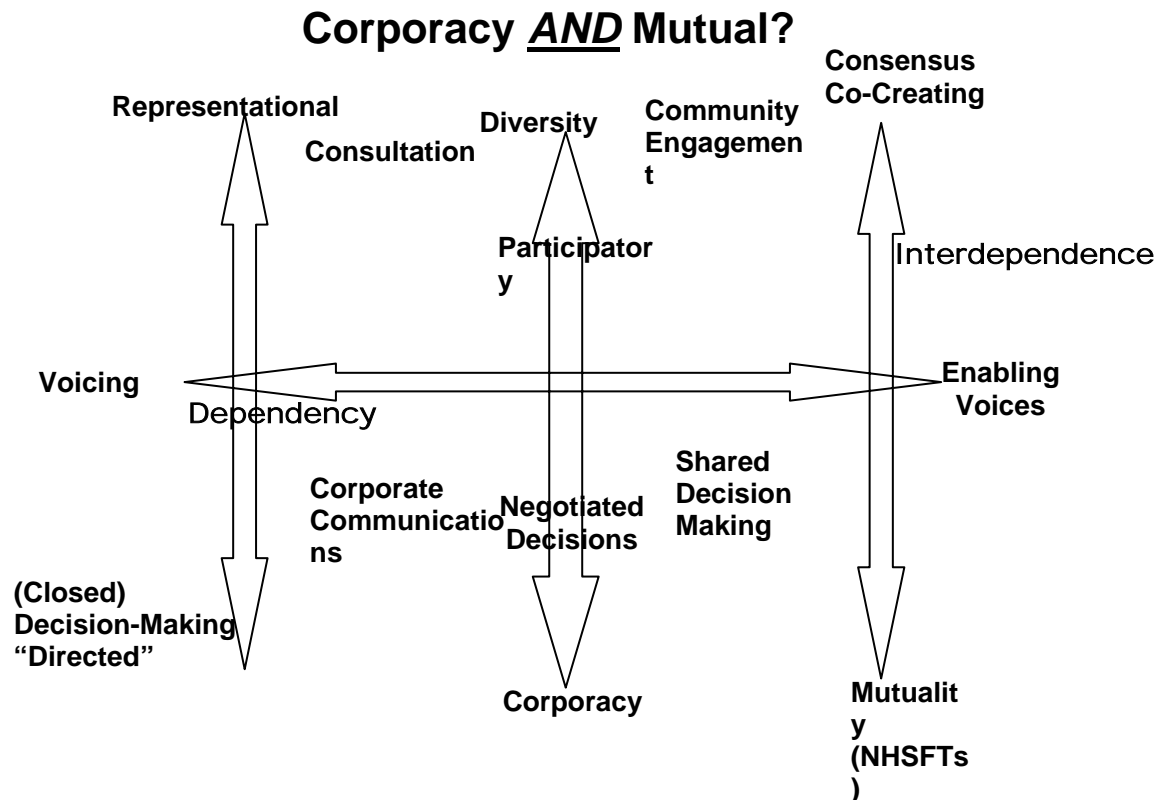 Corporacy AND Mutual?
Consensus
Co-Creating
Representational
Diversity
Community
Engagemen
t
Consultation
Participator
y
Interdependence
Voicing
Enabling
Voices
Dependency
Corporate
Communicatio
ns
Negotiated
Decisions
Shared
Decision
Making
(Closed)
Decision-Making
“Directed”
Corporacy
Mutualit
y
(NHSFTs
)